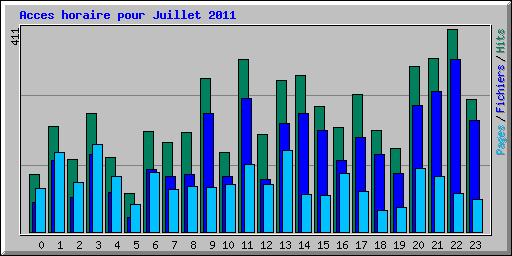 Acces horaire pour Juillet 2011
411
Pages / Fichiers / Hits
0 1 2 3 4 5 6 7 8 9 10 11 12 13 14 15 16 17 18 19 20 21 22 23